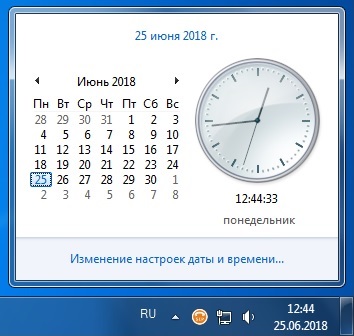 25 июня 2018 г.
Июнь 2018
Пн Вт Ср Чт Пт Сб Вс
28 29 30 31 1 2 3
4 5 6 7 8 9 10
11 12 13 14 15 16 17
18 19 20 21 22 23 24
25 26 27 28 29 30 1
2 3 4 5 6 7 8
12:44:33
понедельник
Изменение настроек даты и времени...
RU
12:44
25.06.2018